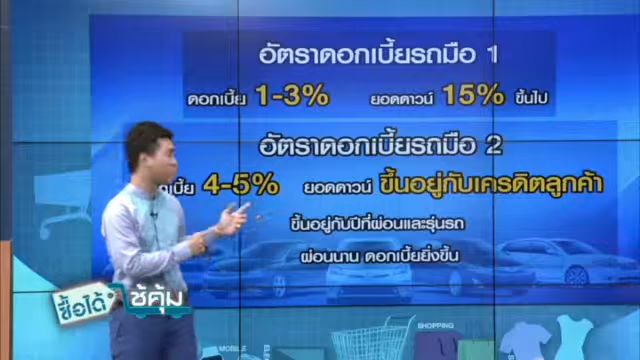 อัตราดอกเบี้ยรถมือ 1
ดอกเบี้ย 1-3% ยอดดาวน์ 15% ขึ้นไป
อัตราดอกเบี้ยรถมือ 2
4-5% ยอดดาวน์ ขึ้นอยู่กับเครดิตลูกค้า
ขึ้นอยู่กับปีที่ผ่อนและรุ่นรถ
ผ่อนนาน ดอกเบี้ยยิ่งขึ้น
ซื้อได้ ใช้คุ้ม
SHOPPING
MOBILE